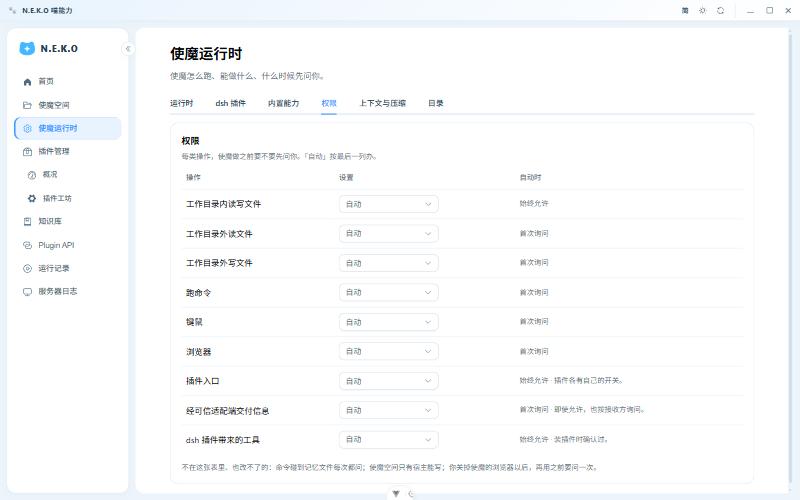 N.E.K.O 喵能力
简
N.E.K.O
首页
使魔空间
使魔运行时
插件管理
概况
插件工坊
知识库
Plugin API
运行记录
服务器日志
使魔运行时
使魔怎么跑、能做什么、什么时候先问你。
运行时 dsh 插件 内置能力 权限 上下文与压缩 目录
权限
每类操作，使魔做之前要不要先问你。「自动」按最后一列办。
操作 设置 自动时
工作目录内读写文件 自动 始终允许
工作目录外读文件 自动 首次询问
工作目录外写文件 自动 首次询问
跑命令 自动 首次询问
键鼠 自动 首次询问
浏览器 自动 首次询问
插件入口 自动 始终允许 · 插件各有自己的开关。
经可信适配端交付信息 自动 首次询问 · 即使允许，也按接收方询问。
dsh 插件带来的工具 自动 始终允许 · 装插件时确认过。
不在这张表里、也改不了的：命令碰到记忆文件每次都问；使魔空间只有宿主能写；你关掉使魔的浏览器以后，再用之前要问一次。